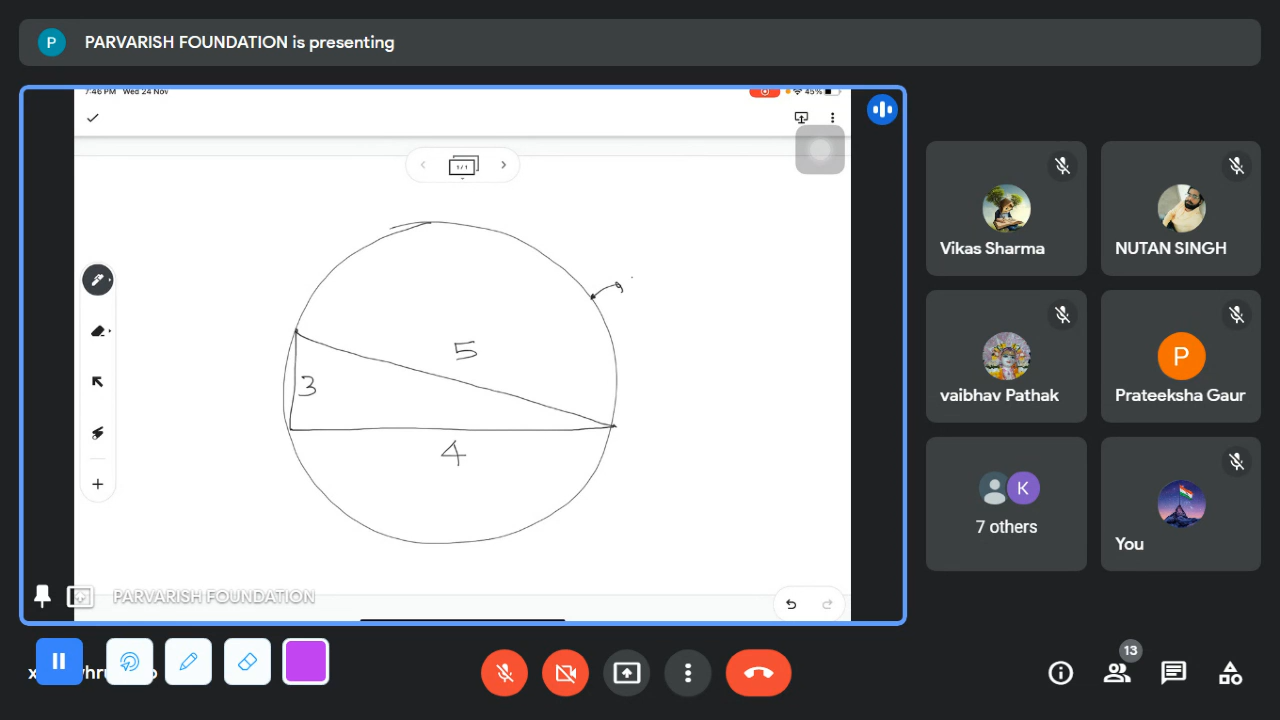 P PARVARISH FOUNDATION is presenting
7:46 PM Wed 24 Nov
45%
1/1
5
3
4
PARVARISH FOUNDATION
Vikas Sharma
NUTAN SINGH
vaibhav Pathak
P
Prateeksha Gaur
K
7 others
You
13